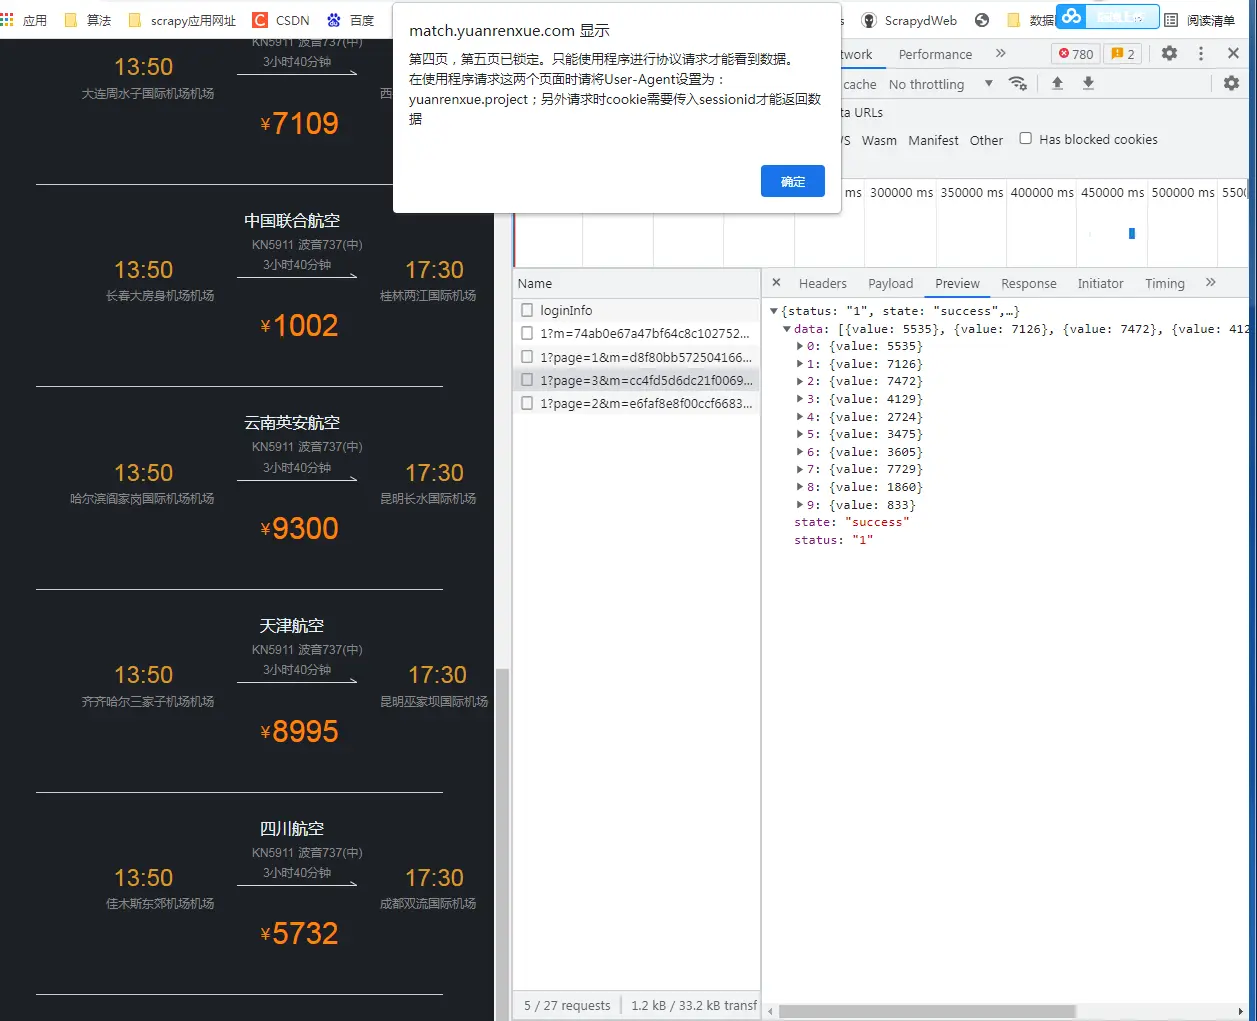 应用
算法
scrapy应用网址
CSDN
百度
ScrapydWeb
数据
阅读清单
match.yuanrenxue.com 显示
第四页，第五页已锁定。只能使用程序进行协议请求才能看到数据。
在使用程序请求这两个页面时请将User-Agent设置为：
yuanrenxue.project；另外请求时cookie需要传入sessionid才能返回数
据
确定
twork
Performance
780
2
cache
No throttling
ta URLs
Wasm
Manifest
Other
Has blocked cookies
ms
300000 ms
350000 ms
400000 ms
450000 ms
500000 ms
5500
KN5911 波音737(中)
13:50
3小时40分钟
大连周水子国际机场机场
西
¥7109
中国联合航空
KN5911 波音737(中)
13:50
3小时40分钟
17:30
长春大房身机场机场
桂林两江国际机场
¥1002
云南英安航空
KN5911 波音737(中)
13:50
3小时40分钟
17:30
哈尔滨阎家岗国际机场机场
昆明长水国际机场
¥9300
天津航空
KN5911 波音737(中)
13:50
3小时40分钟
17:30
齐齐哈尔三家子机场机场
昆明巫家坝国际机场
¥8995
四川航空
KN5911 波音737(中)
13:50
3小时40分钟
17:30
佳木斯东郊机场机场
成都双流国际机场
¥5732
Name
loginInfo
1?m=74ab0e67a47bf64c8c102752...
1?page=1&m=d8f80bb572504166...
1?page=3&m=cc4fd5d6dc21f0069...
1?page=2&m=e6faf8e8f00ccf6683...
5 / 27 requests
1.2 kB / 33.2 kB transf
Headers
Payload
Preview
Response
Initiator
Timing
{status: "1", state: "success",…}
data: [{value: 5535}, {value: 7126}, {value: 7472}, {value: 412
0: {value: 5535}
1: {value: 7126}
2: {value: 7472}
3: {value: 4129}
4: {value: 2724}
5: {value: 3475}
6: {value: 3605}
7: {value: 7729}
8: {value: 1860}
9: {value: 833}
state: "success"
status: "1"